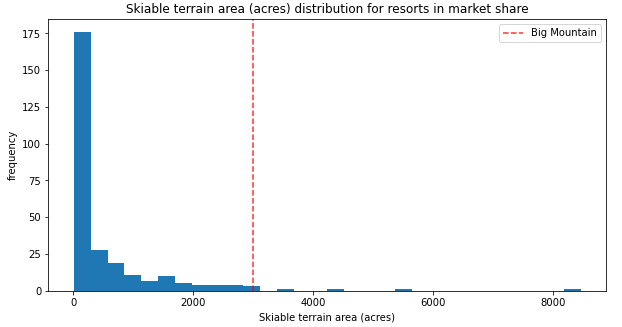 Skiable terrain area (acres) distribution for resorts in market share
Big Mountain
frequency
175
150
125
100
75
50
25
0
0 2000 4000 6000 8000
Skiable terrain area (acres)